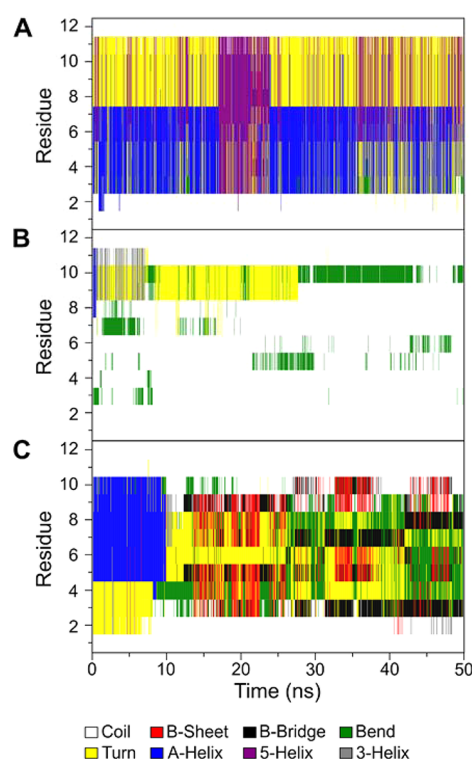 A
12
10
8
6
4
2
Residue
B
12
10
8
6
4
2
Residue
C
12
10
8
6
4
2
Residue
0 10 20 30 40 50
Time (ns)
Coil B-Sheet B-Bridge Bend
Turn A-Helix 5-Helix 3-Helix